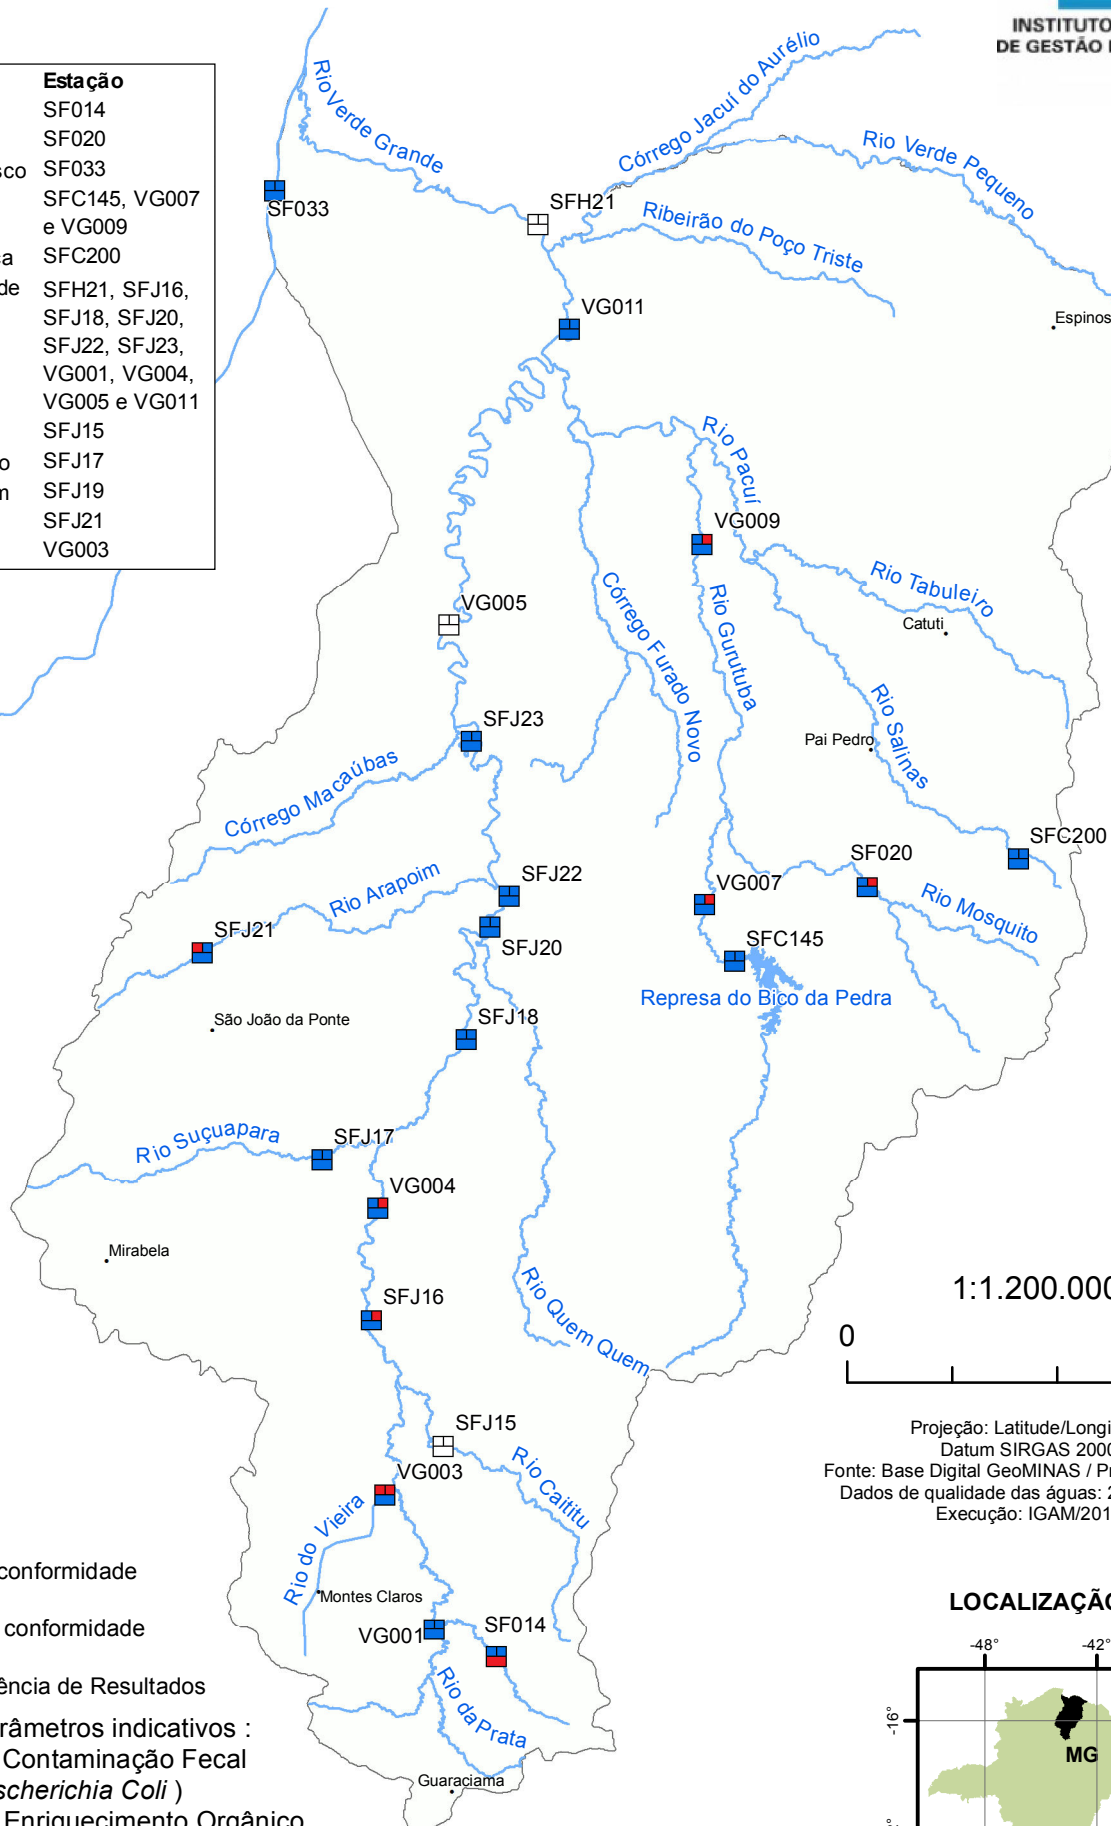 INSTITUTO
DE GESTÃO
Estação
SF014
SF020
sco SF033
SFC145, VG007
e VG009
SFC200
de SFH21, SFJ16,
SFJ18, SFJ20,
SFJ22, SFJ23,
VG001, VG004,
VG005 e VG011
SFJ15
SFJ17
SFJ19
SFJ21
VG003
Rio Verde Grande
Córrego Jacuí do Aurélio
Rio Verde Pequeno
SF033
SFH21
Ribeirão do Poço Triste
VG011
Espinos
Rio Pacuí
VG009
Rio Tabuleiro
Catuti
VG005
Córrego Furado Novo
Rio Gurutuba
Rio Salinas
SFJ23
Pai Pedro
Córrego Macaúbas
SFC200
SF020
Rio Mosquito
SFJ22
Rio Arapoim
VG007
SFJ21
SFJ20
SFC145
Represa do Bico da Pedra
São João da Ponte
SFJ18
Rio Suçuapara
SFJ17
VG004
Mirabela
SFJ16
Rio Quem Quem
1:1.200.000
0
SFJ15
Rio Caititu
VG003
Rio do Vieira
Projeção: Latitude/Longi
Datum SIRGAS 2000
Fonte: Base Digital GeoMINAS / Pr
Dados de qualidade das águas: 2
Execução: IGAM/201
conformidade
Montes Claros
LOCALIZAÇÃO
conformidade
VG001
SF014
-48° -42°
ência de Resultados
Rio da Prata
-16°
râmetros indicativos :
Contaminação Fecal
MG
scherichia Coli )
Guaraciama
Enriquecimento Orgânico